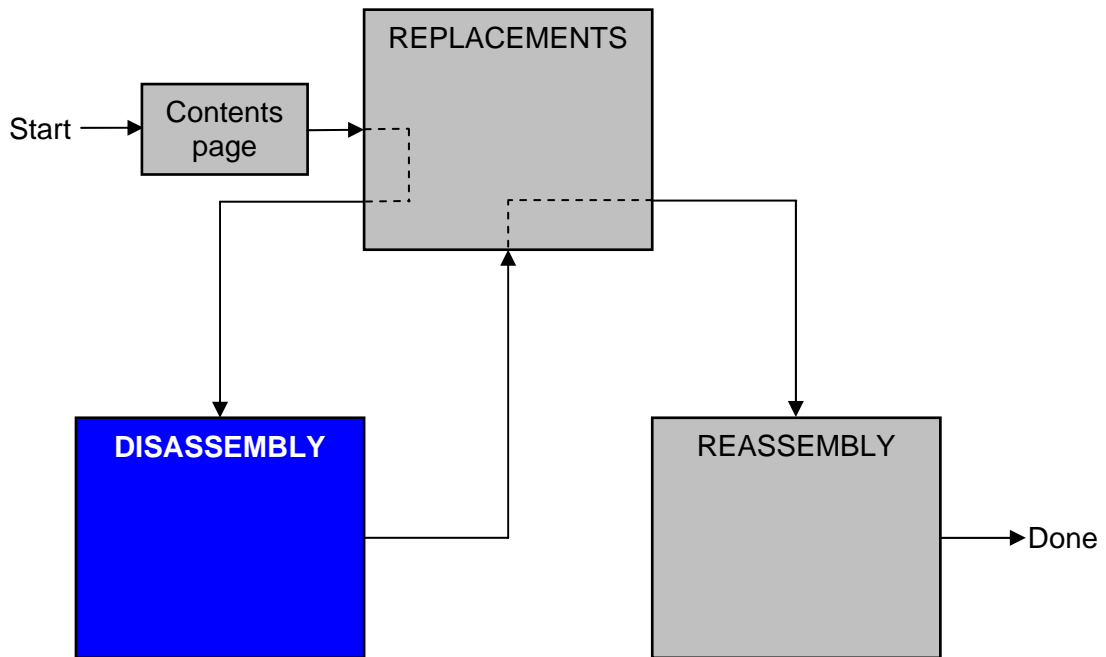 REPLACEMENTS
Start
Contents
page
DISASSEMBLY
REASSEMBLY
Done